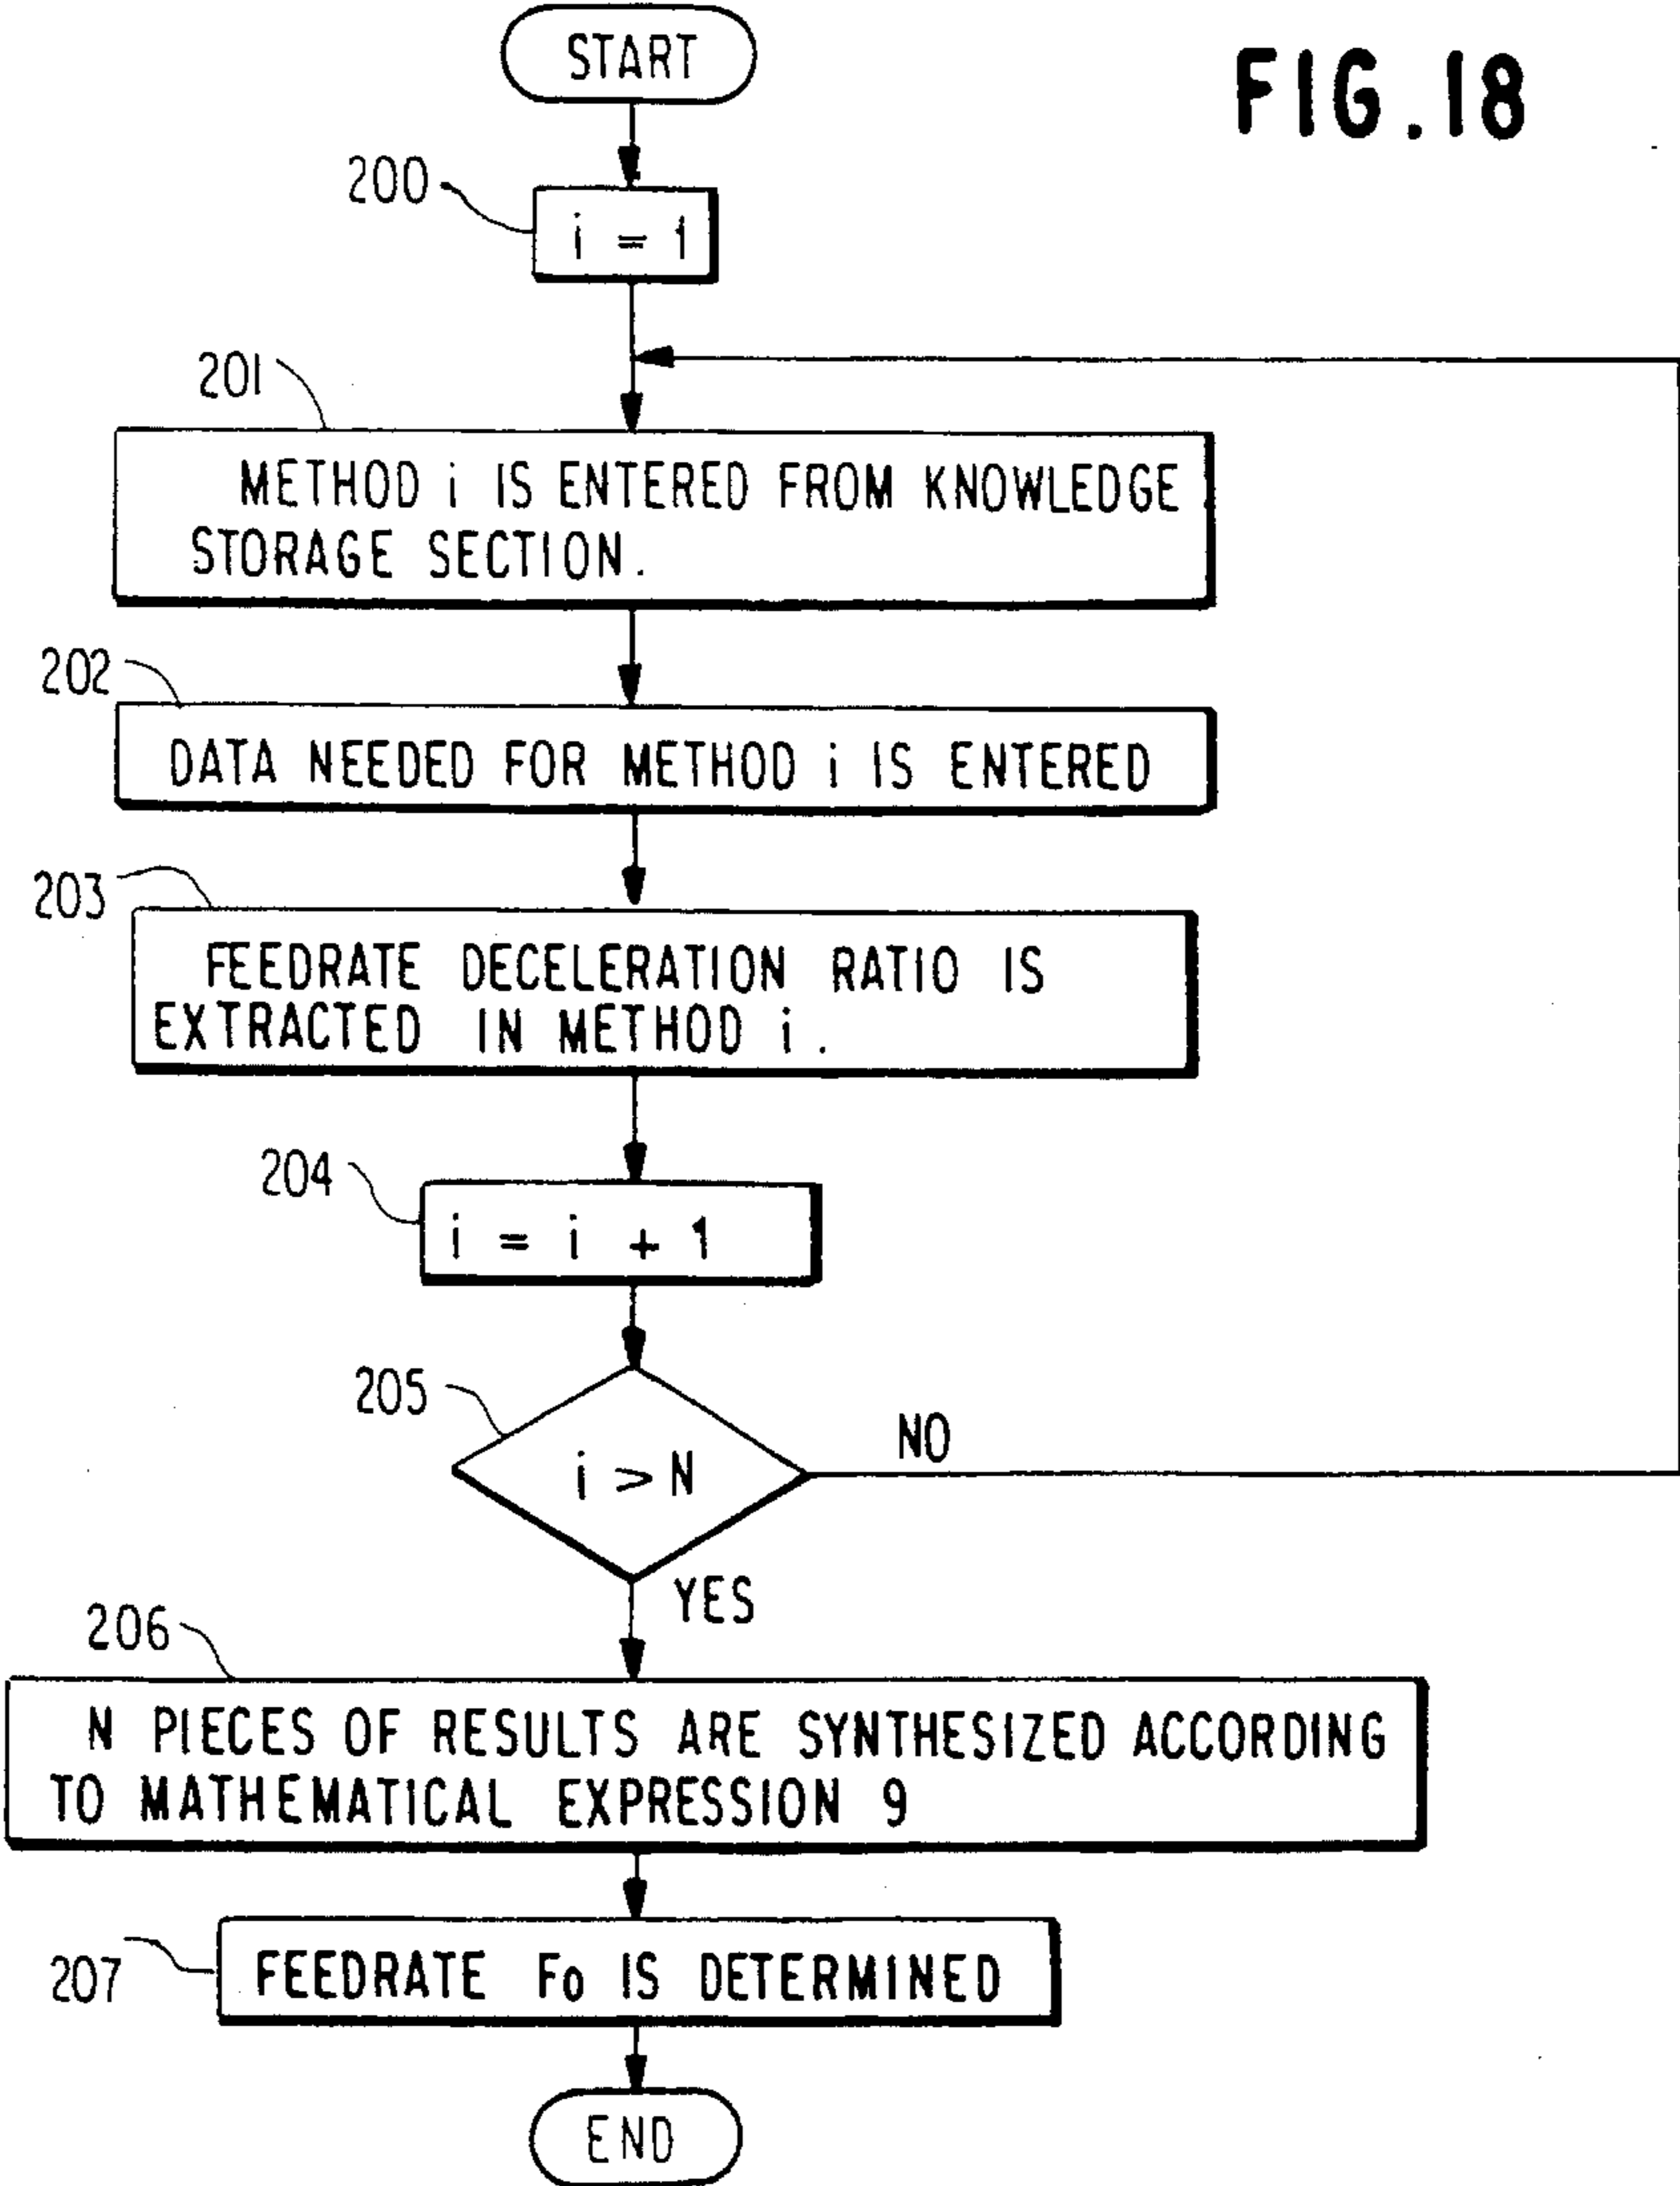 START
FIG.18
200
i = 1
201
METHOD i IS ENTERED FROM KNOWLEDGE
STORAGE SECTION.
202
DATA NEEDED FOR METHOD i IS ENTERED
203
FEEDRATE DECELERATION RATIO IS
EXTRACTED IN METHOD i.
204
i = i + 1
205
i > N
NO
YES
206
N PIECES OF RESULTS ARE SYNTHESIZED ACCORDING
TO MATHEMATICAL EXPRESSION 9
207
FEEDRATE Fo IS DETERMINED
END